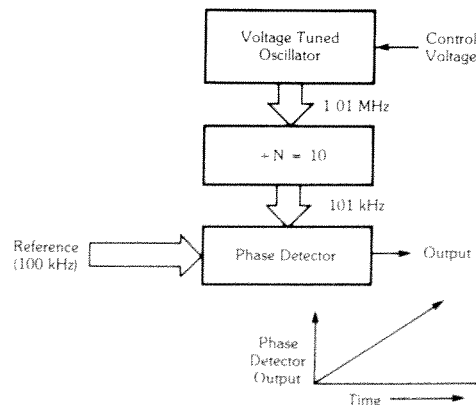 Voltage Tuned
Oscillator
Control
Voltage
1 01 MHz
÷ N = 10
101 kHz
Reference
(100 kHz)
Phase Detector
Output
Phase
Detector
Output
Time